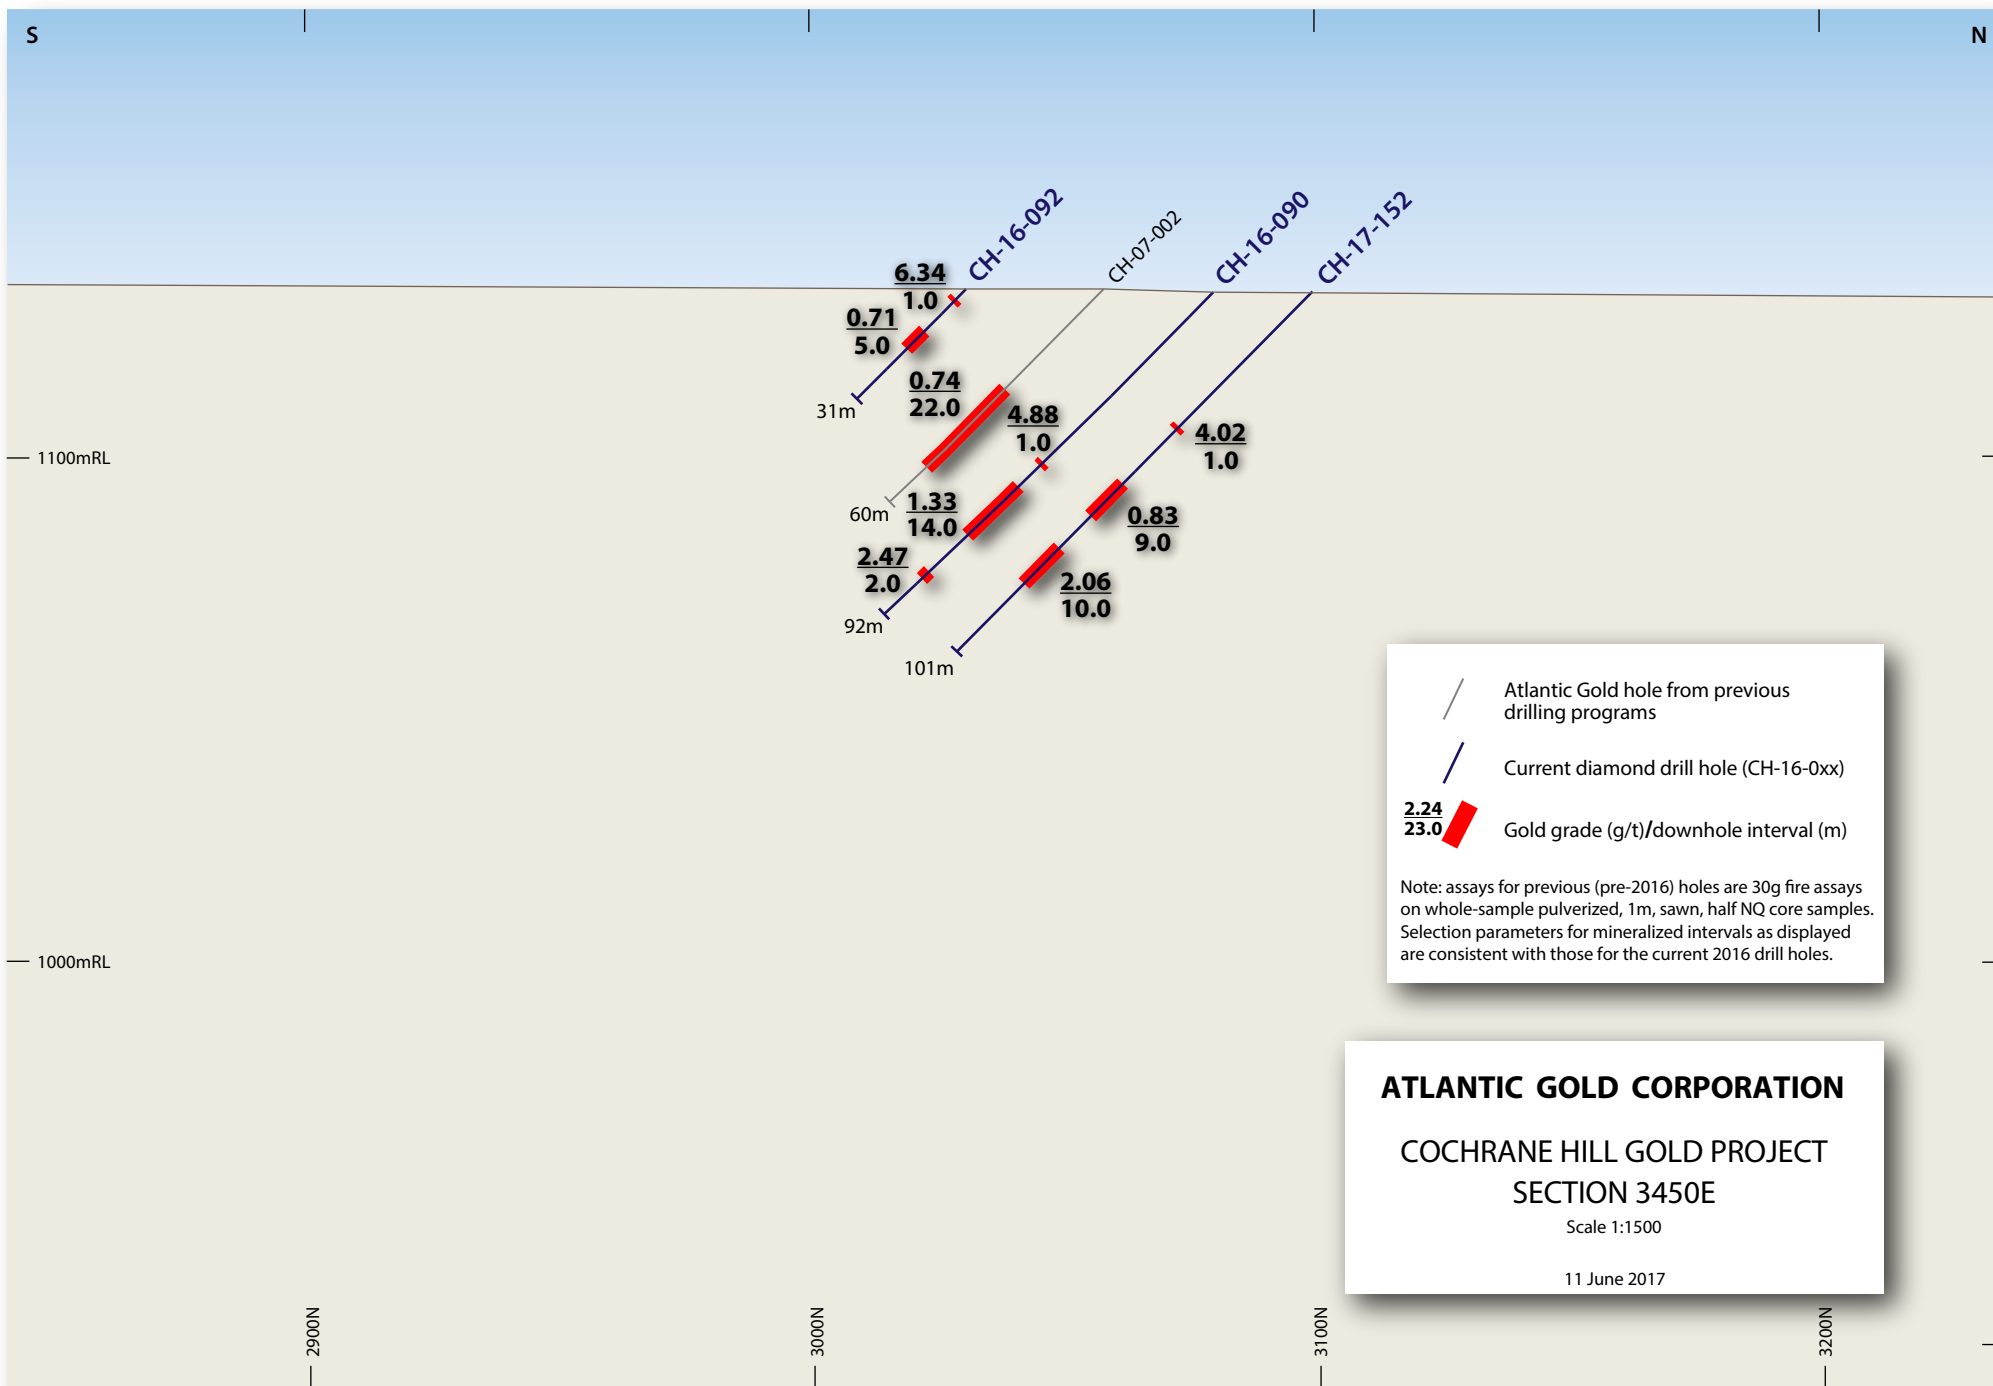 S
N
CH-16-092
CH-07-002
CH-16-090
CH-17-152
6.34
1.0
0.71
5.0
31m
0.74
22.0
4.88
1.0
4.02
1.0
1100mRL
60m
1.33
14.0
0.83
9.0
2.47
2.0
2.06
10.0
92m
101m
Atlantic Gold hole from previous
drilling programs
Current diamond drill hole (CH-16-0xx)
2.24
23.0
Gold grade (g/t)/downhole interval (m)
Note: assays for previous (pre-2016) holes are 30g fire assays
on whole-sample pulverized, 1m, sawn, half NQ core samples.
Selection parameters for mineralized intervals as displayed
are consistent with those for the current 2016 drill holes.
1000mRL
ATLANTIC GOLD CORPORATION
COCHRANE HILL GOLD PROJECT
SECTION 3450E
Scale 1:1500
11 June 2017
2900N
3000N
3100N
3200N